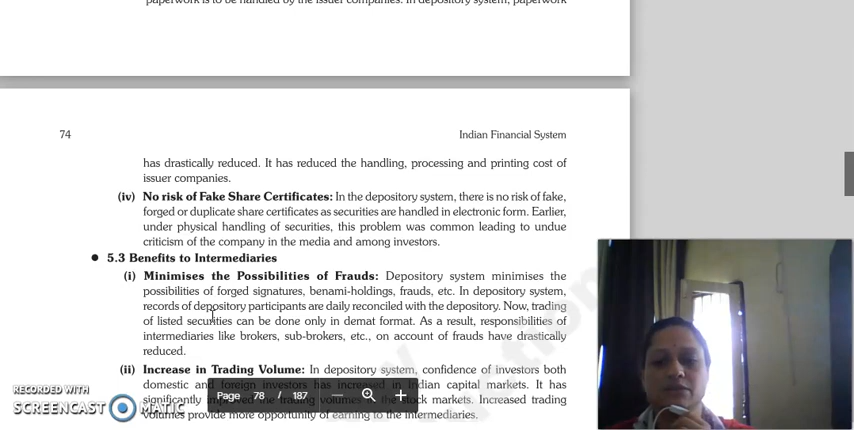 paperwork is to be handled by the issuer companies. In depository system, paperwork
74
Indian Financial System
has drastically reduced. It has reduced the handling, processing and printing cost of
issuer companies.
(iv) No risk of Fake Share Certificates: In the depository system, there is no risk of fake,
forged or duplicate share certificates as securities are handled in electronic form. Earlier,
under physical handling of securities, this problem was common leading to undue
criticism of the company in the media and among investors.
● 5.3 Benefits to Intermediaries
(i) Minimises the Possibilities of Frauds: Depository system minimises the
possibilities of forged signatures, benami-holdings, frauds, etc. In depository system,
records of depository participants are daily reconciled with the depository. Now, trading
of listed securities can be done only in demat format. As a result, responsibilities of
intermediaries like brokers, sub-brokers, etc., on account of frauds have drastically
reduced.
(ii) Increase in Trading Volume: In depository system, confidence of investors both
domestic and foreign investors has increased in Indian capital markets. It has
significantly improved the trading volumes in the stock markets. Increased trading
volumes provide more opportunity of earning to the intermediaries.
Page 78 / 187
RECORDED WITH
SCREENCAST MATIC